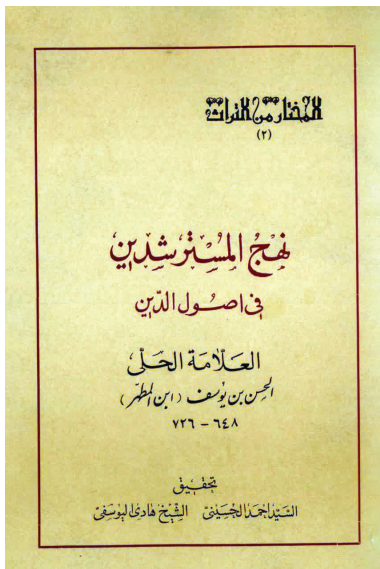 المختار من التراث
(٢)
نهج المسترشدين
في اصول الدين
العلامة الحلي
الحسن بن يوسف (ابن المطهر)
٦٤٨ - ٧٢٦
تحقيق
السيد احمد الحسيني الشيخ هادي اليوسفي